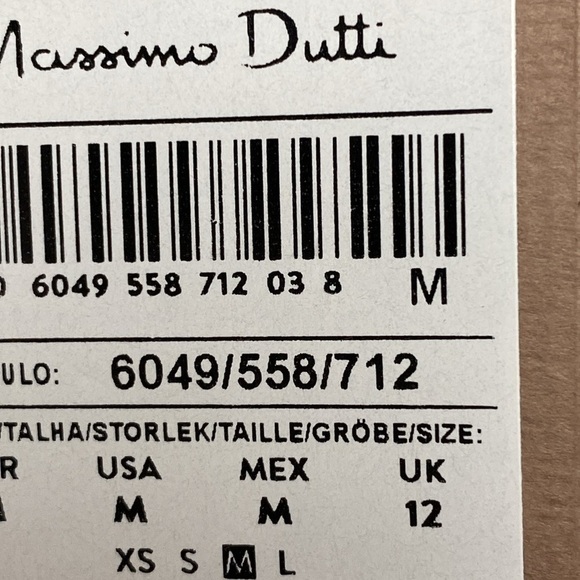 Massimo Dutti
0 6049 558 712 03 8 M
ULO: 6049/558/712
/TALHA/STORLEK/TAILLE/GRÖBE/SIZE:
R USA MEX UK
M M 12
XS S M L